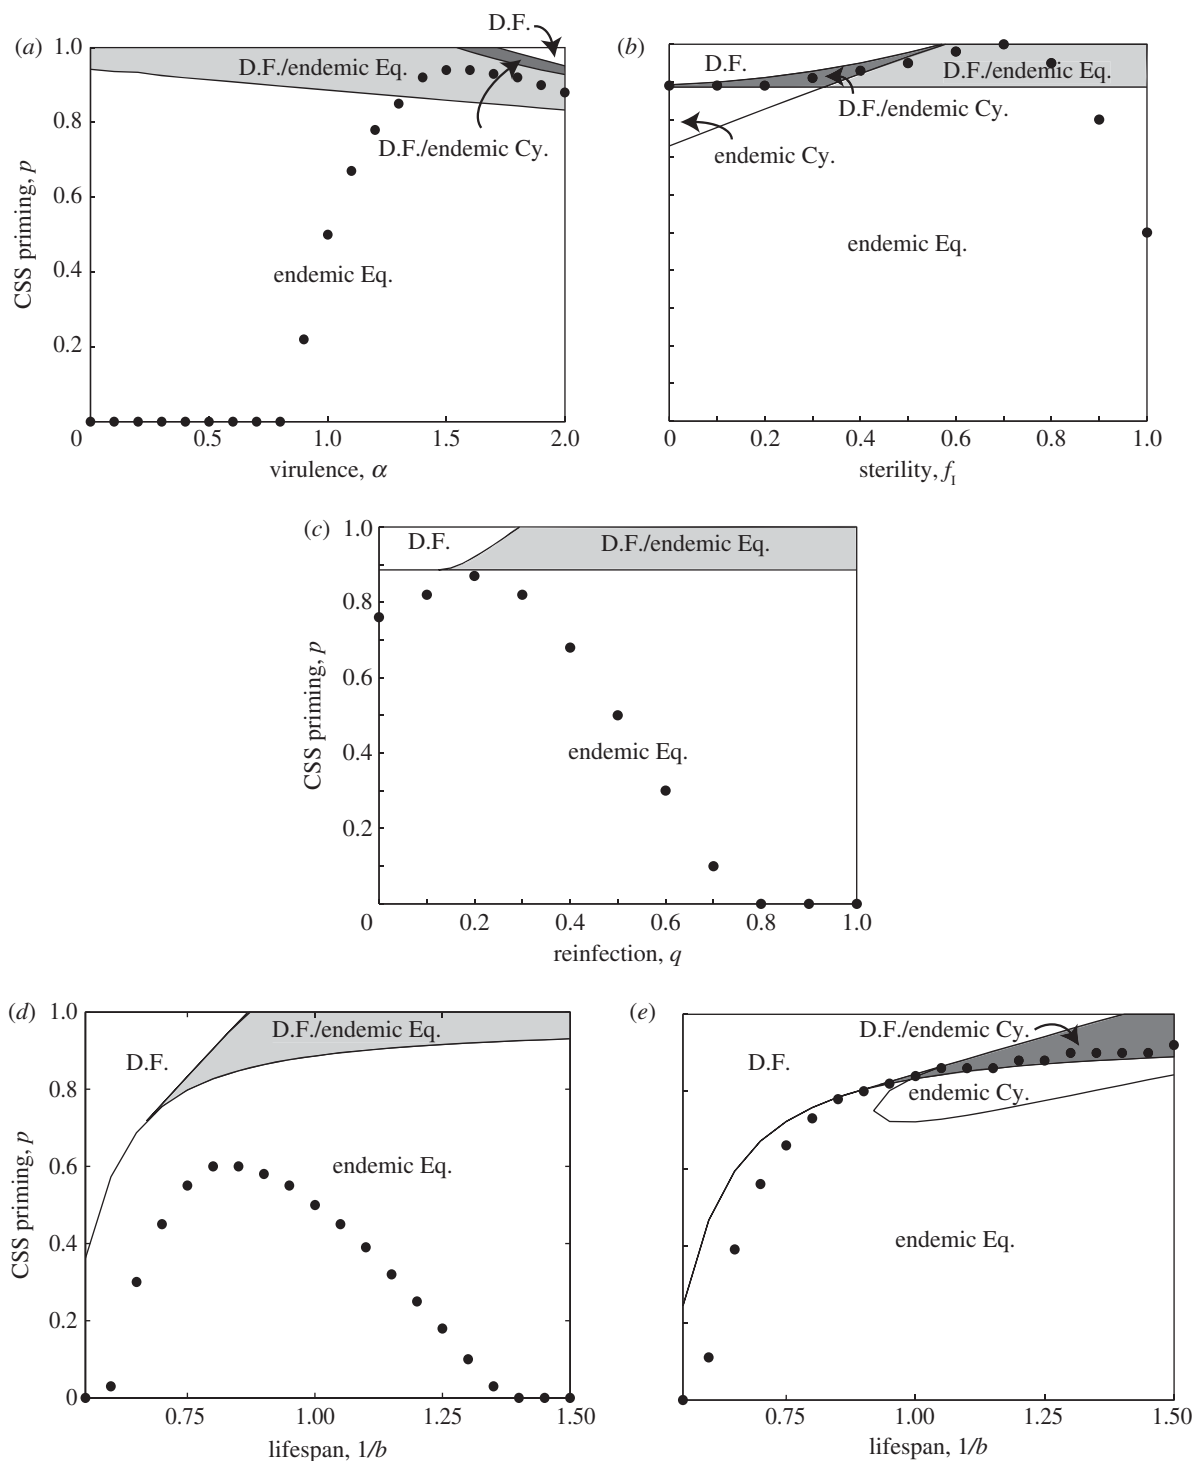 D.F.
(a)
1.0
D.F./endemic Eq.
0.8
D.F./endemic Cy.
0.6
CSS priming, p
0.4
endemic Eq.
0.2
0 0.5 1.0 1.5 2.0
virulence, α
(b)
D.F.
D.F./endemic Eq.
D.F./endemic Cy.
endemic Cy.
endemic Eq.
0 0.2 0.4 0.6 0.8 1.0
sterility, fI
(c)
1.0
D.F.
D.F./endemic Eq.
0.8
0.6
CSS priming, p
0.4
endemic Eq.
0.2
0 0.2 0.4 0.6 0.8 1.0
reinfection, q
(d)
1.0
D.F./endemic Eq.
D.F.
0.8
0.6
endemic Eq.
CSS priming, p
0.4
0.2
0
0.75 1.00 1.25 1.50
lifespan, 1/b
(e)
D.F./endemic Cy.
D.F.
endemic Cy.
endemic Eq.
0.75 1.00 1.25 1.50
lifespan, 1/b